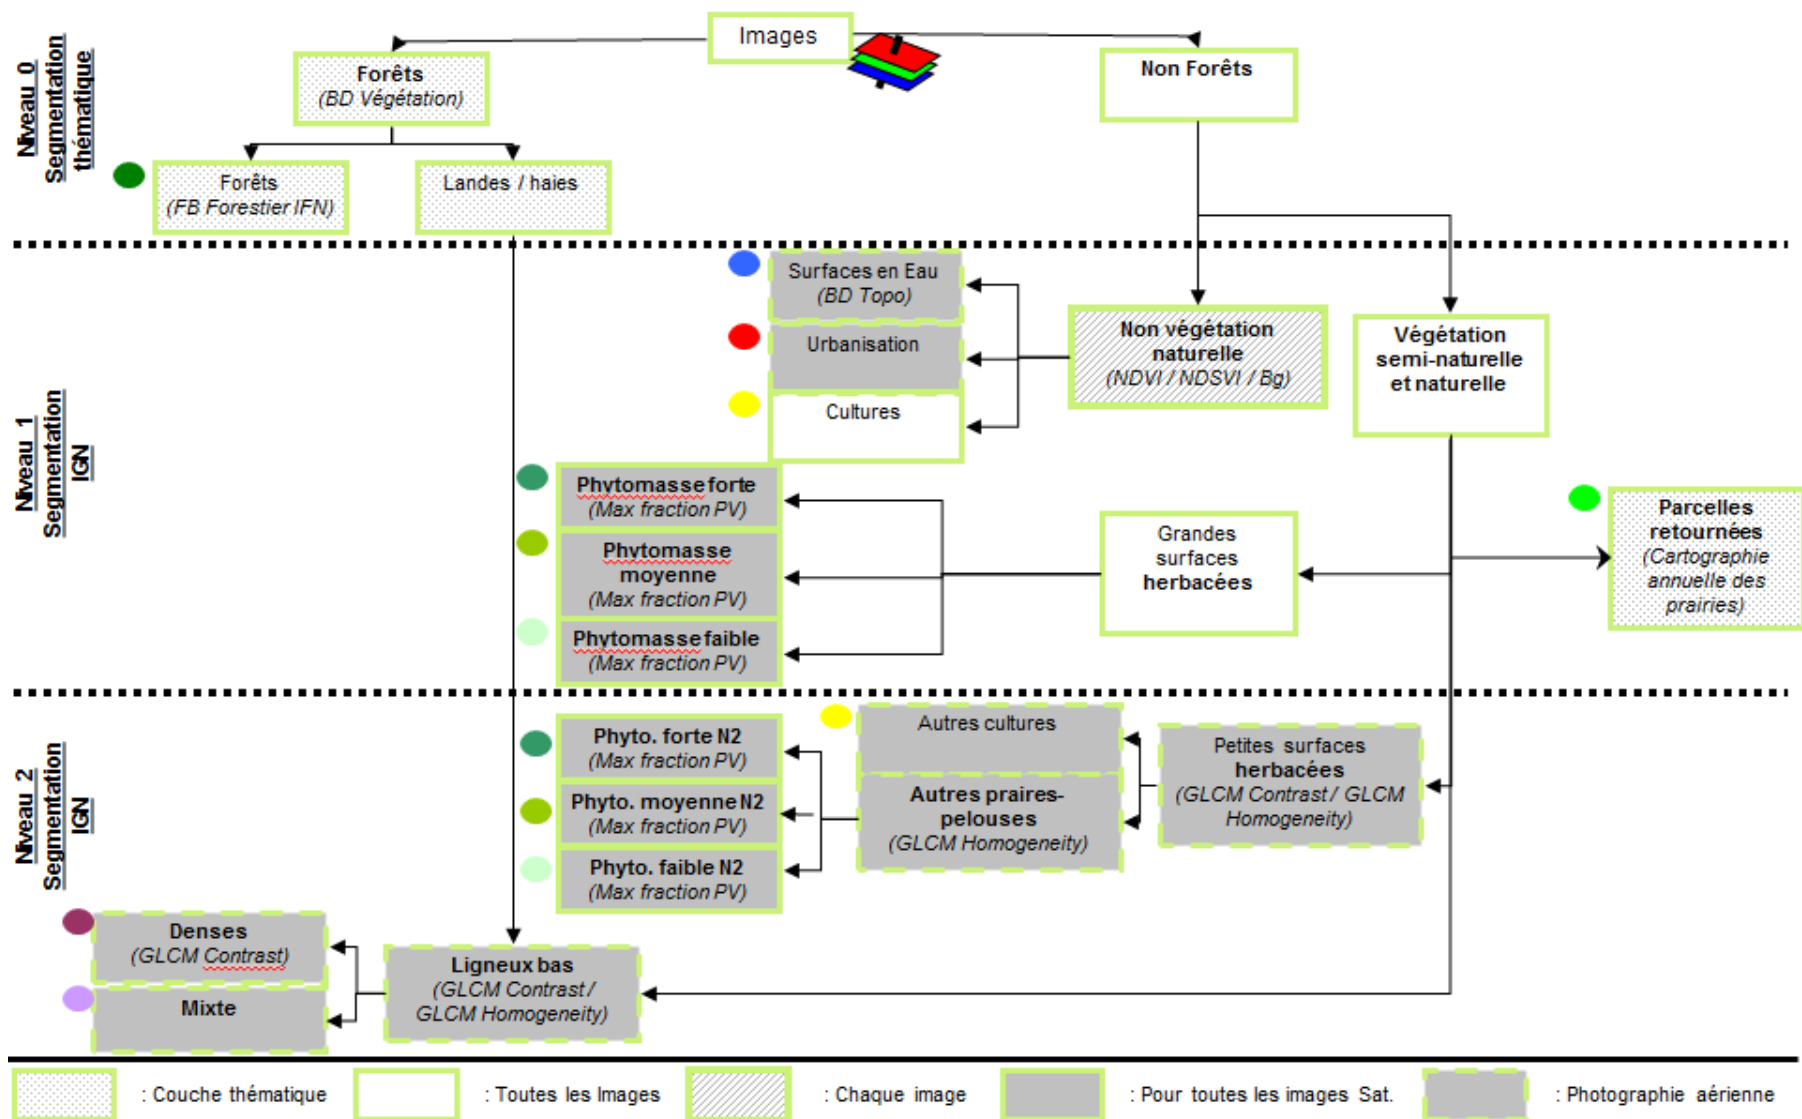 Niveau 0
Segmentation
thématique
Images
Forêts
(BD Végétation)
Non Forêts
Forêts
(FB Forestier IFN)
Landes / haies
Niveau 1
Segmentation
IGN
Surfaces en Eau
(BD Topo)
Urbanisation
Cultures
Non végétation
naturelle
(NDVI / NDSVI / Bg)
Végétation
semi-naturelle
et naturelle
Phytomasse forte
(Max fraction PV)
Phytomasse
moyenne
(Max fraction PV)
Phytomasse faible
(Max fraction PV)
Grandes
surfaces
herbacées
Parcelles
retournées
(Cartographie
annuelle des
prairies)
Niveau 2
Segmentation
IGN
Phyto. forte N2
(Max fraction PV)
Phyto. moyenne N2
(Max fraction PV)
Phyto. faible N2
(Max fraction PV)
Autres cultures
Autres praires-
pelouses
(GLCM Homogeneity)
Petites surfaces
herbacées
(GLCM Contrast / GLCM
Homogeneity)
Denses
(GLCM Contrast)
Mixte
Ligneux bas
(GLCM Contrast /
GLCM Homogeneity)
: Couche thématique
: Toutes les Images
: Chaque image
: Pour toutes les images Sat.
: Photographie aérienne